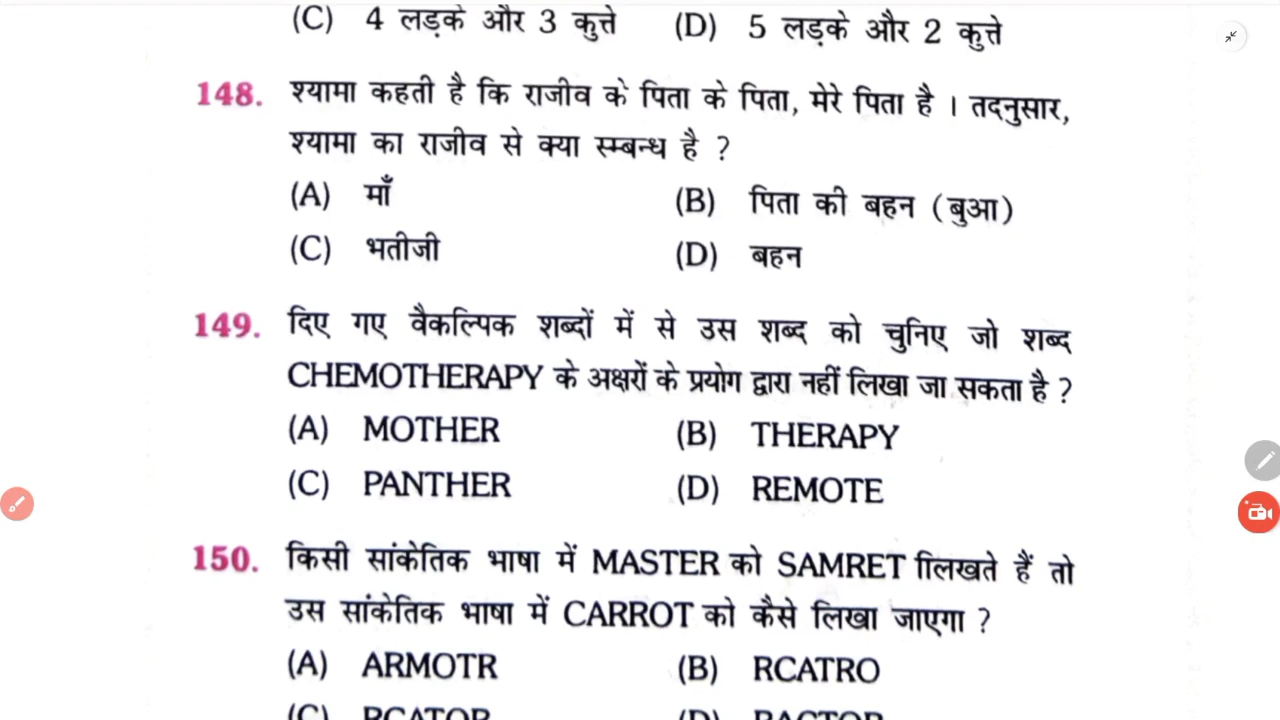 (C) 4 लड़के और 3 कुत्ते (D) 5 लड़के और 2 कुत्ते
148. श्यामा कहती है कि राजीव के पिता के पिता, मेरे पिता है । तदनुसार,
श्यामा का राजीव से क्या स्म्बन्ध है ?
(A) माँ (B) पिता की बहन (बुआ)
(C) भतीजी (D) बहन
149. दिए गए वैकल्पिक शब्दों में से उस शब्द को चुनिए जो शब्द
CHEMOTHERAPY के अक्षरों के प्रयोग द्वारा नहीं लिखा जा सकता है ?
(A) MOTHER (B) THERAPY
(C) PANTHER (D) REMOTE
150. किसी सांकेतिक भाषा में MASTER को SAMRET लिखते हैं तो
उस सांकेतिक भाषा में CARROT को कैसे लिखा जाएगा ?
(A) ARMOTR (B) RCATRO
(C) RCATOR (D) RACTOR